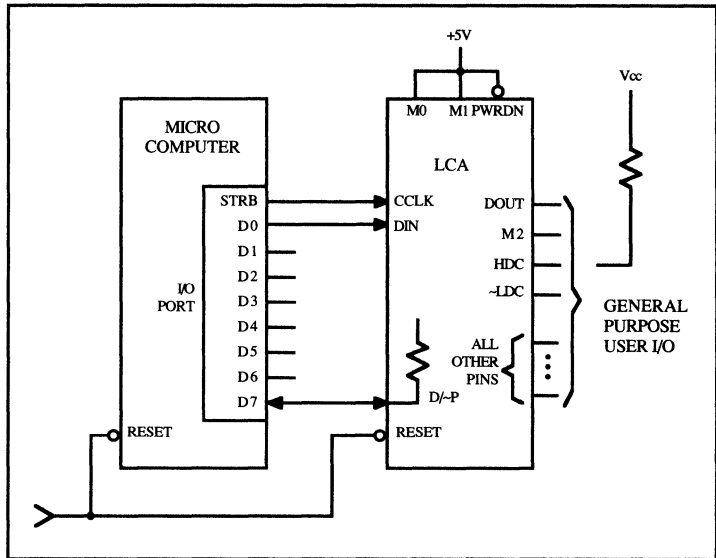 +5V
Vcc
M0 M1 PWRDN
MICRO
COMPUTER
LCA
STRB
D0
D1
D2
D3
D4
D5
D6
D7
I/O
PORT
RESET
CCLK
DIN
DOUT
M2
HDC
~LDC
GENERAL
PURPOSE
USER I/O
ALL
OTHER
PINS
D/~P
RESET